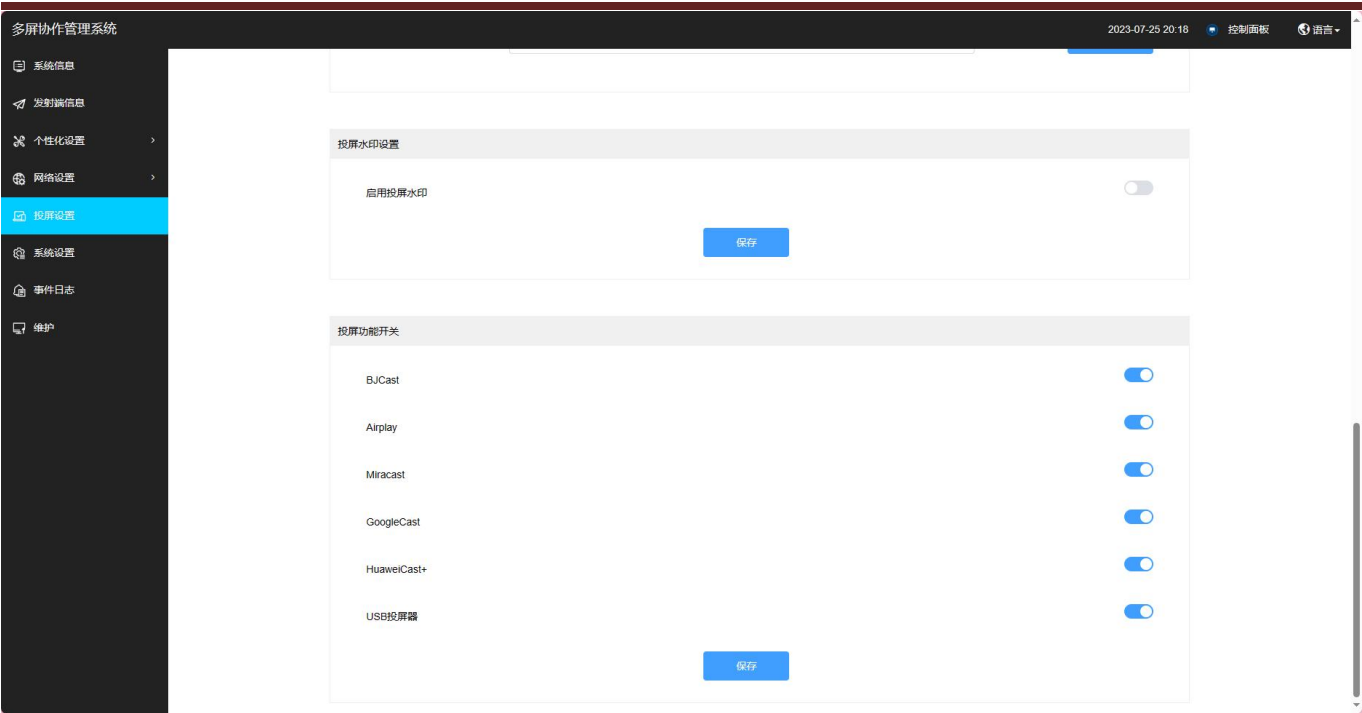 多屏协作管理系统
2023-07-25 20:18 控制面板 语言
系统信息
发射端信息
个性化设置
网络设置
投屏设置
系统设置
事件日志
维护
投屏水印设置
启用投屏水印
保存
投屏功能开关
BJCast
Airplay
Miracast
GoogleCast
HuaweiCast+
USB投屏器
保存